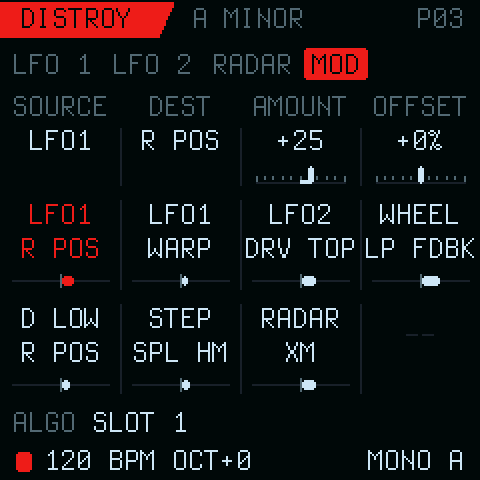 DISTROY A MINOR P03
LFO 1 LFO 2 RADAR MOD
SOURCE DEST AMOUNT OFFSET
LFO1 R POS +25 +0%
LFO1 LFO1 LFO2 WHEEL
R POS WARP DRV TOP LP FDBK
D LOW STEP RADAR
R POS SPL HM XM
ALGO SLOT 1
120 BPM OCT+0 MONO A